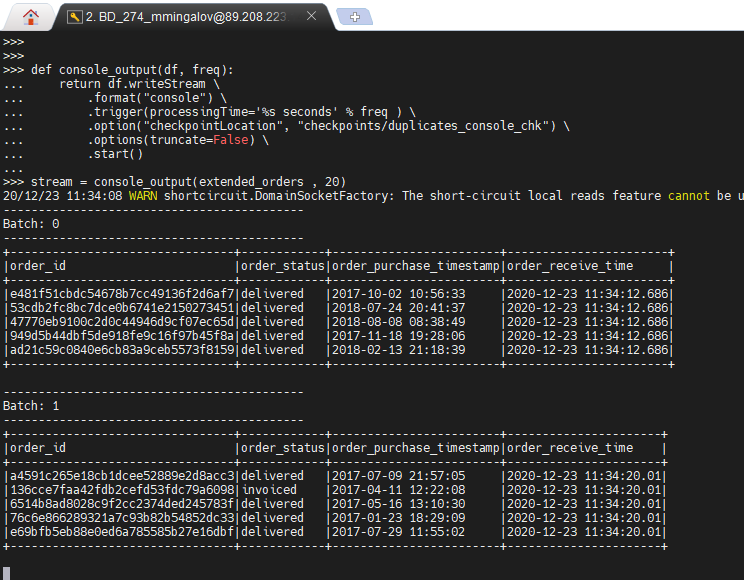 2. BD_274_mmingalov@89.208.223
>>>
>>>
>>> def console_output(df, freq):
...     return df.writeStream \
...         .format("console") \
...         .trigger(processingTime='%s seconds' % freq ) \
...         .option("checkpointLocation", "checkpoints/duplicates_console_chk") \
...         .options(truncate=False) \
...         .start()
...
>>> stream = console_output(extended_orders , 20)
20/12/23 11:34:08 WARN shortcircuit.DomainSocketFactory: The short-circuit local reads feature cannot be u
-------------------------------------------
Batch: 0
-------------------------------------------
+--------------------------------+------------+------------------------+-----------------------+
|order_id                        |order_status|order_purchase_timestamp|order_receive_time     |
+--------------------------------+------------+------------------------+-----------------------+
|e481f51cbdc54678b7cc49136f2d6af7|delivered   |2017-10-02 10:56:33     |2020-12-23 11:34:12.686|
|53cdb2fc8bc7dce0b6741e2150273451|delivered   |2018-07-24 20:41:37     |2020-12-23 11:34:12.686|
|47770eb9100c2d0c44946d9cf07ec65d|delivered   |2018-08-08 08:38:49     |2020-12-23 11:34:12.686|
|949d5b44dbf5de918fe9c16f97b45f8a|delivered   |2017-11-18 19:28:06     |2020-12-23 11:34:12.686|
|ad21c59c0840e6cb83a9ceb5573f8159|delivered   |2018-02-13 21:18:39     |2020-12-23 11:34:12.686|
+--------------------------------+------------+------------------------+-----------------------+
-------------------------------------------
Batch: 1
-------------------------------------------
+--------------------------------+------------+------------------------+----------------------+
|order_id                        |order_status|order_purchase_timestamp|order_receive_time    |
+--------------------------------+------------+------------------------+----------------------+
|a4591c265e18cb1dcee52889e2d8acc3|delivered   |2017-07-09 21:57:05     |2020-12-23 11:34:20.01|
|136cce7faa42fdb2cefd53fdc79a6098|invoiced    |2017-04-11 12:22:08     |2020-12-23 11:34:20.01|
|6514b8ad8028c9f2cc2374ded245783f|delivered   |2017-05-16 13:10:30     |2020-12-23 11:34:20.01|
|76c6e866289321a7c93b82b54852dc33|delivered   |2017-01-23 18:29:09     |2020-12-23 11:34:20.01|
|e69bfb5eb88e0ed6a785585b27e16dbf|delivered   |2017-07-29 11:55:02     |2020-12-23 11:34:20.01|
+--------------------------------+------------+------------------------+----------------------+